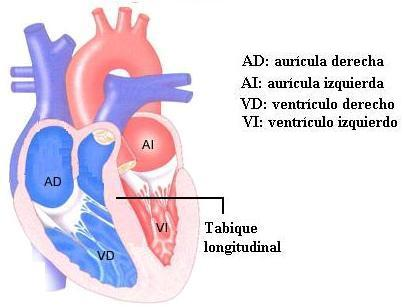 AD: aurícula derecha
AI: aurícula izquierda
VD: ventrículo derecho
VI: ventrículo izquierdo
AI
AD
VI
VD
Tabique
longitudinal